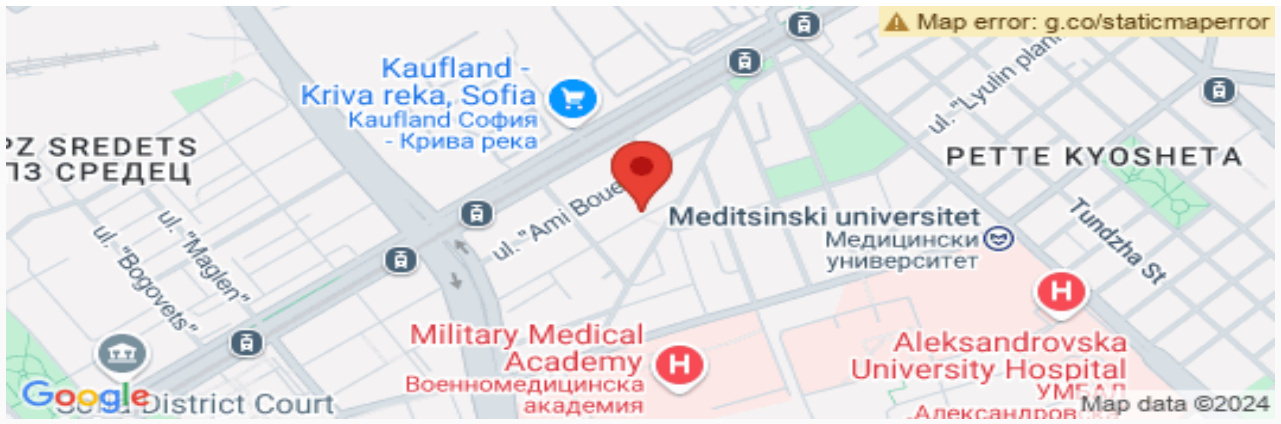 Map error: g.co/staticmaperror
Kaufland -
Kriva reka, Sofia
Kaufland София
- Крива река
ul. "Lyulin plani
PZ SREDETS
ПЗ СРЕДЕЦ
PETTE KYOSHETA
ul. "Ami Boue
Meditsinski universitet
Медицински
университет
Tundzha St
ul. "Maglen"
ul. "Bogovets"
H
Military Medical
Academy
Военномедицинска
академия
H
Aleksandrovska
University Hospital
УМБАЛ
Александровс
Google
District Court
Map data ©2024